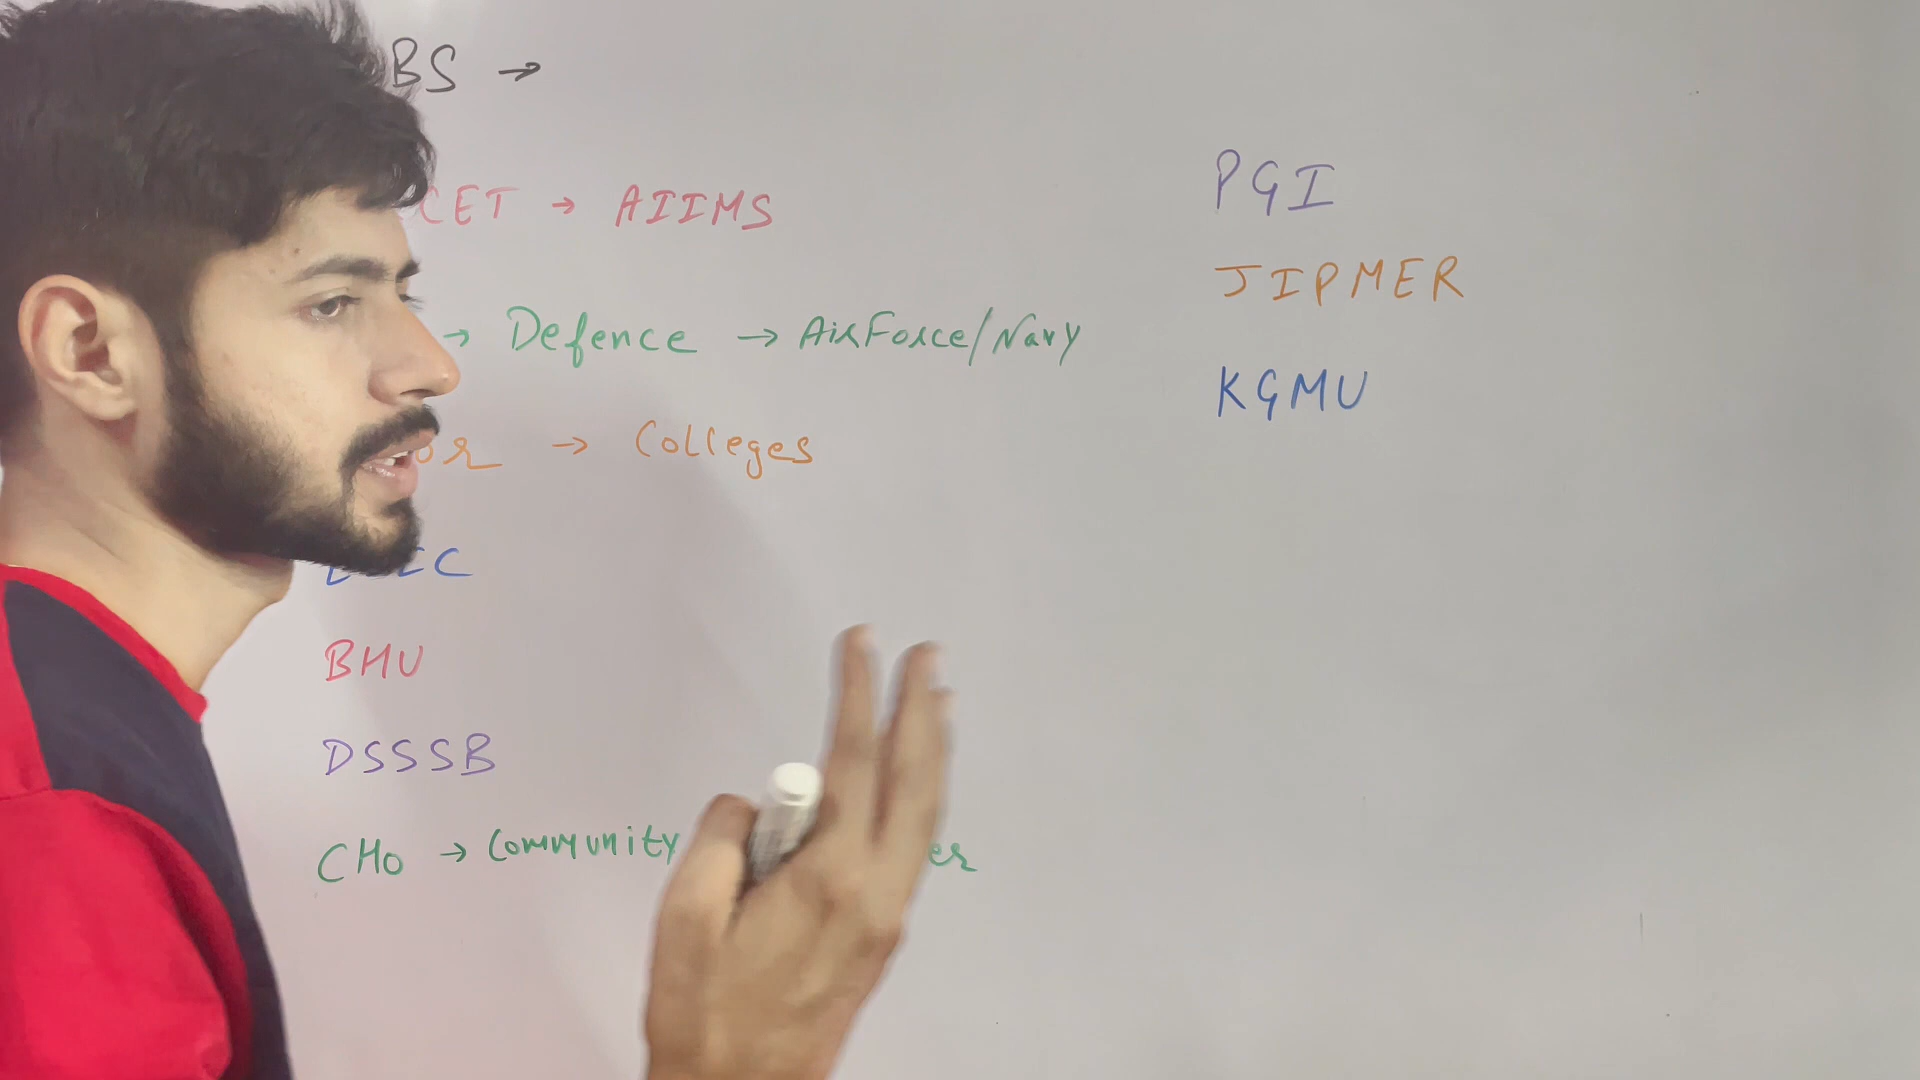 BS →
CET → AIIMS
→ Defence → AirForce/Navy
→ Colleges
BHU
DSSSB
CHO → Community
PGI
JIPMER
KGMU